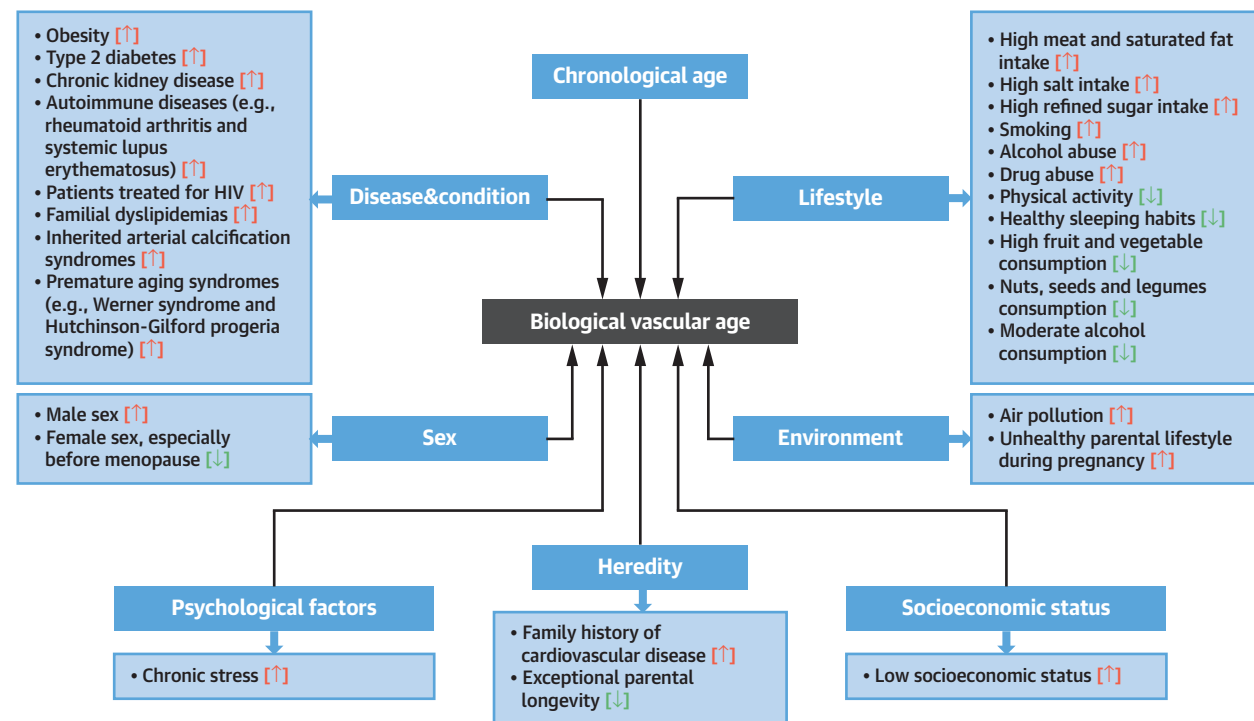 • Obesity [↑]
• Type 2 diabetes [↑]
• Chronic kidney disease [↑]
• Autoimmune diseases (e.g.,
rheumatoid arthritis and
systemic lupus
erythematosus) [↑]
• Patients treated for HIV [↑]
• Familial dyslipidemias [↑]
• Inherited arterial calcification
syndromes [↑]
• Premature aging syndromes
(e.g., Werner syndrome and
Hutchinson-Gilford progeria
syndrome) [↑]
Chronological age
Disease&condition
Lifestyle
• High meat and saturated fat
intake [↑]
• High salt intake [↑]
• High refined sugar intake [↑]
• Smoking [↑]
• Alcohol abuse [↑]
• Drug abuse [↑]
• Physical activity [↓]
• Healthy sleeping habits [↓]
• High fruit and vegetable
consumption [↓]
• Nuts, seeds and legumes
consumption [↓]
• Moderate alcohol
consumption [↓]
Biological vascular age
• Male sex [↑]
• Female sex, especially
before menopause [↓]
Sex
Environment
• Air pollution [↑]
• Unhealthy parental lifestyle
during pregnancy [↑]
Psychological factors
• Chronic stress [↑]
Heredity
• Family history of
cardiovascular disease [↑]
• Exceptional parental
longevity [↓]
Socioeconomic status
• Low socioeconomic status [↑]